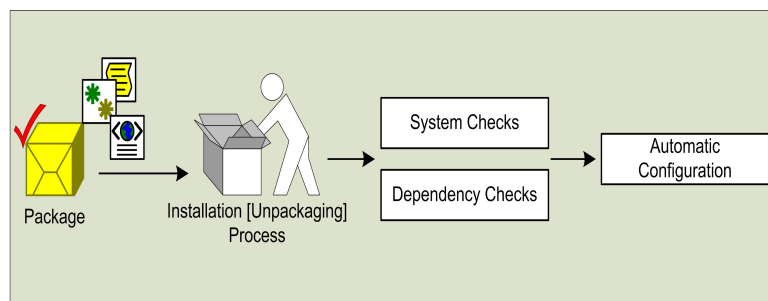 Package
Installation [Unpackaging]
Process
System Checks
Dependency Checks
Automatic
Configuration